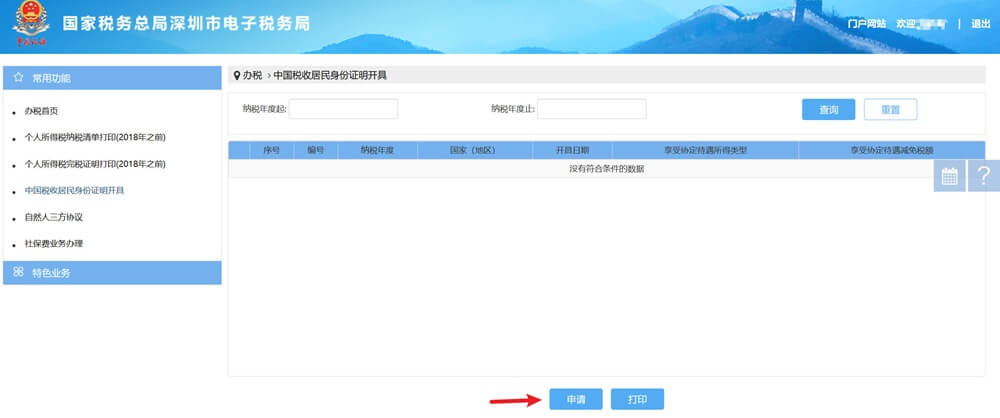 国家税务总局深圳市电子税务局
门户网站 欢迎 | 退出
常用功能
办税首页
个人所得税纳税清单打印(2018年之前)
个人所得税完税证明打印(2018年之前)
中国税收居民身份证明开具
自然人三方协议
社保费业务办理
特色业务
办税 > 中国税收居民身份证明开具
纳税年度起: 纳税年度止: 查询 重置
序号 编号 纳税年度 国家（地区） 开具日期 享受协定待遇所得类型 享受协定待遇减免税额
没有符合条件的数据
?
申请 打印